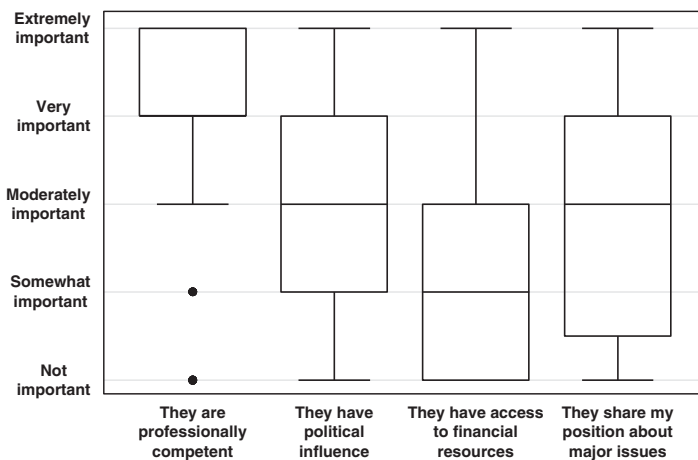 Extremely
important
Very
important
Moderately
important
Somewhat
important
Not
important
They are
professionally
competent
They have
political
influence
They have access
to financial
resources
They share my
position about
major issues